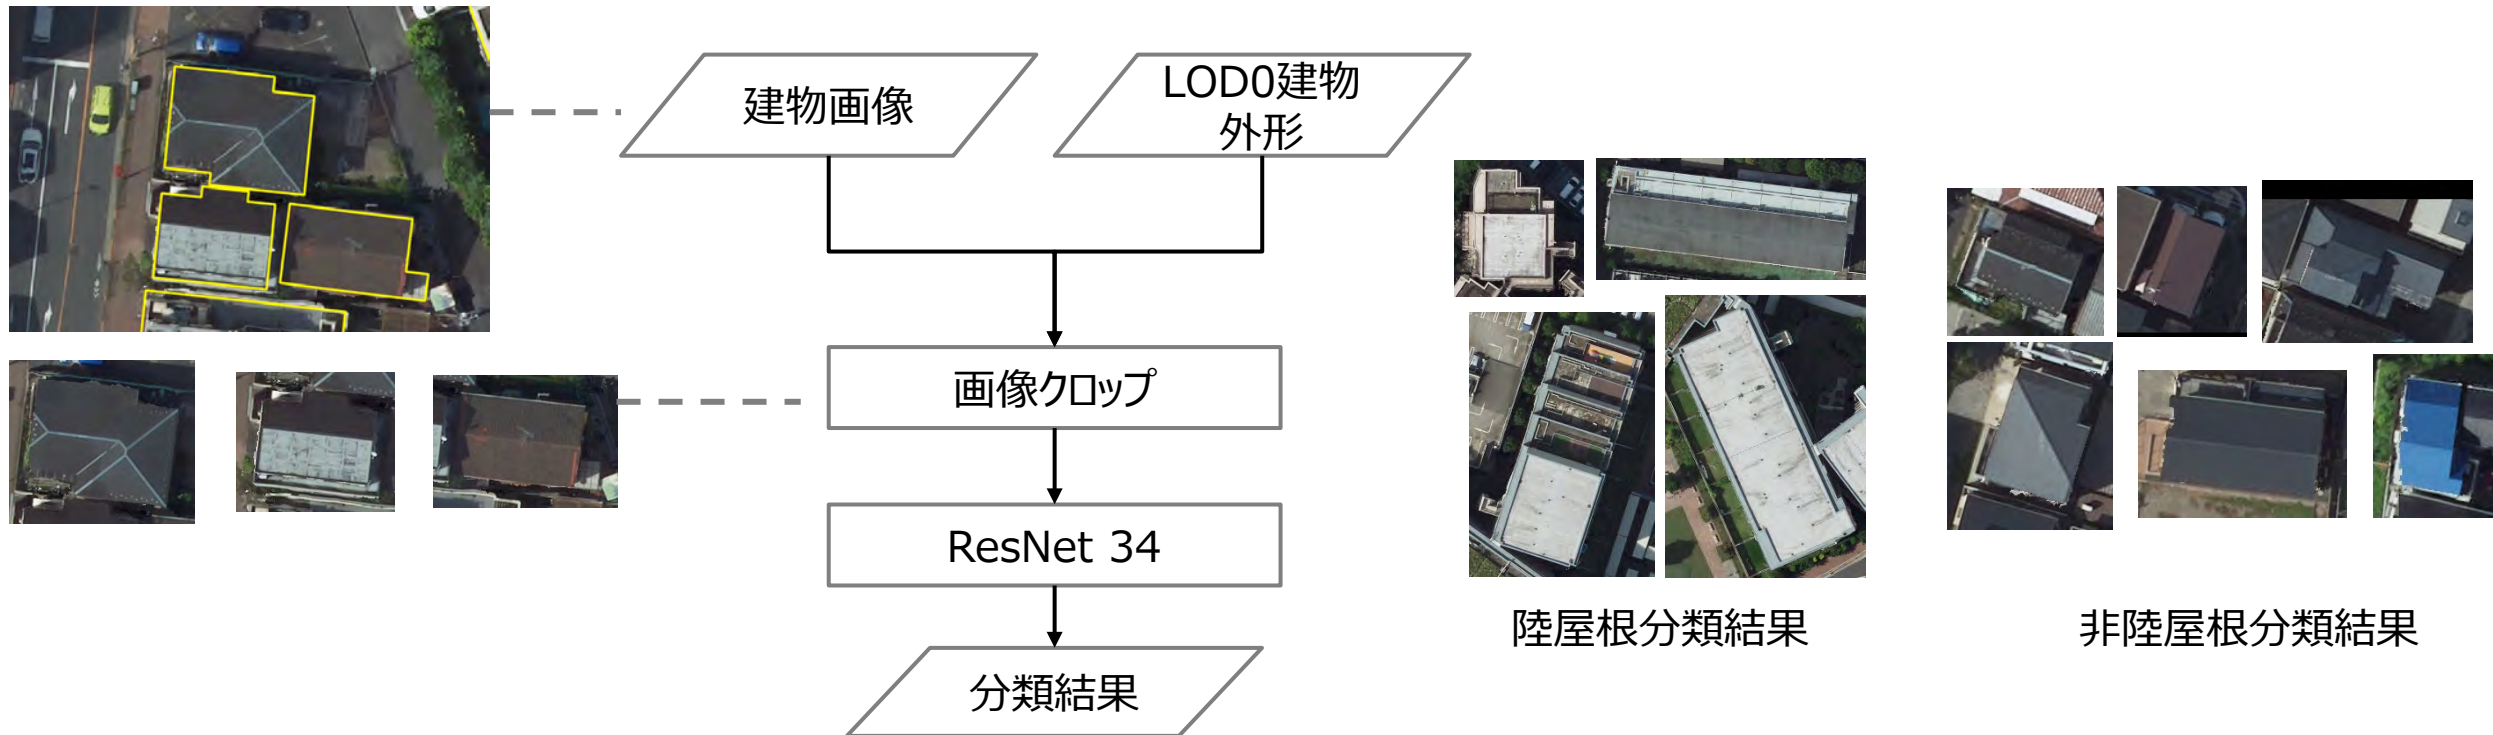 建物画像
LOD0建物
外形
画像クロップ
ResNet 34
分類結果
陸屋根分類結果
非陸屋根分類結果